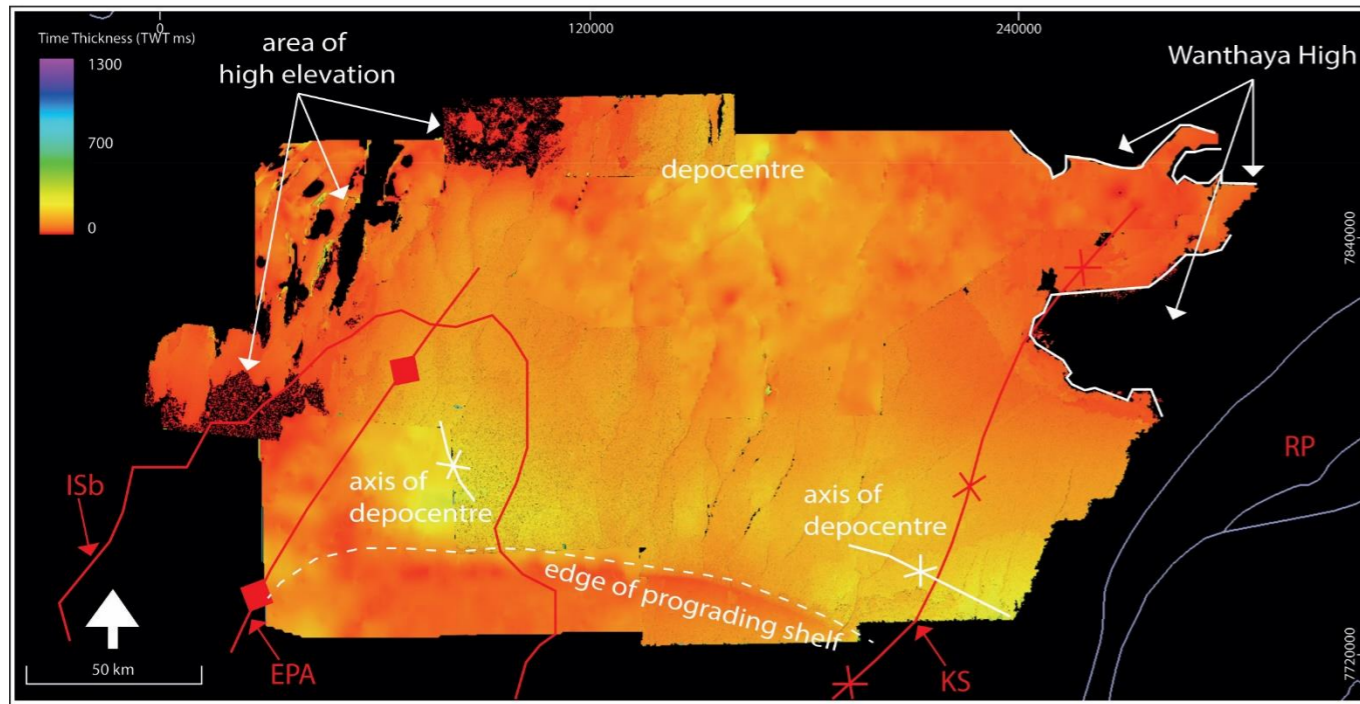 0
120000
240000
Time Thickness (TWT ms)
1300
700
0
area of
high elevation
Wanthaya High
depocentre
7840000
axis of
depocentre
axis of
depocentre
ISb
RP
edge of prograding shelf
EPA
KS
50 km
7720000